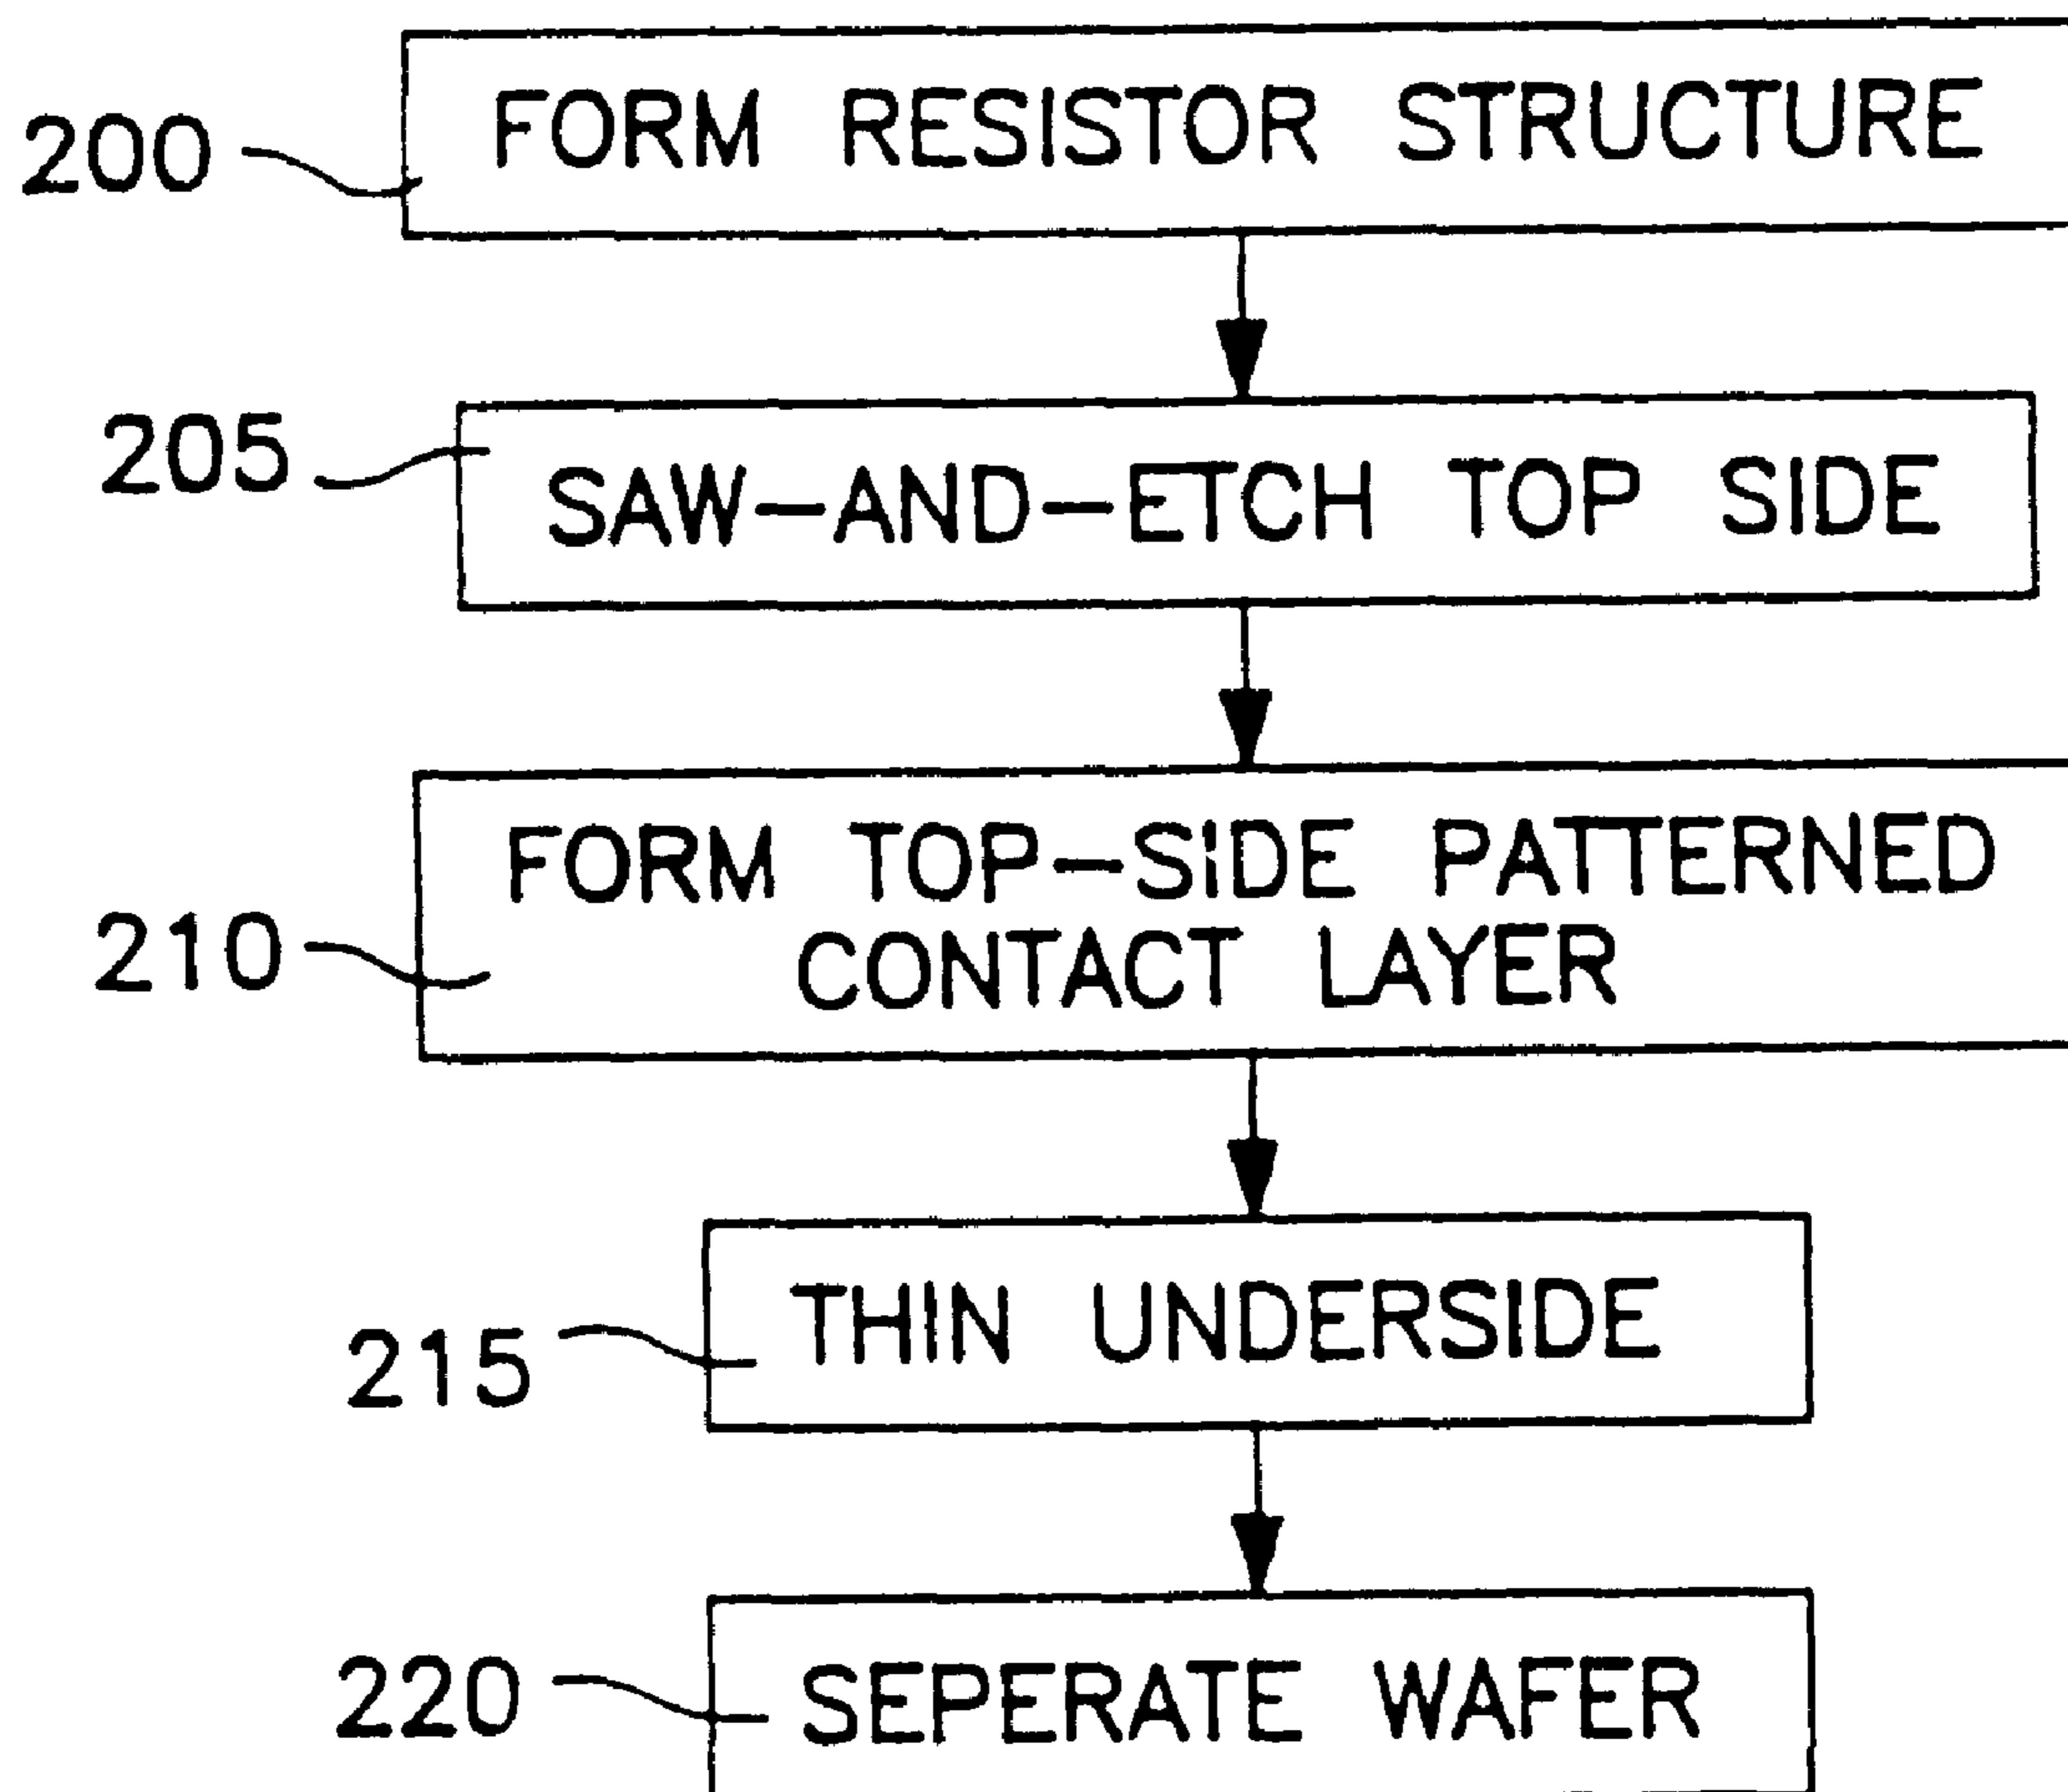 200
FORM RESISTOR STRUCTURE
205
SAW-AND-ETCH TOP SIDE
FORM TOP-SIDE PATTERNED
210
CONTACT LAYER
THIN UNDERSIDE
215
220
SEPERATE WAFER